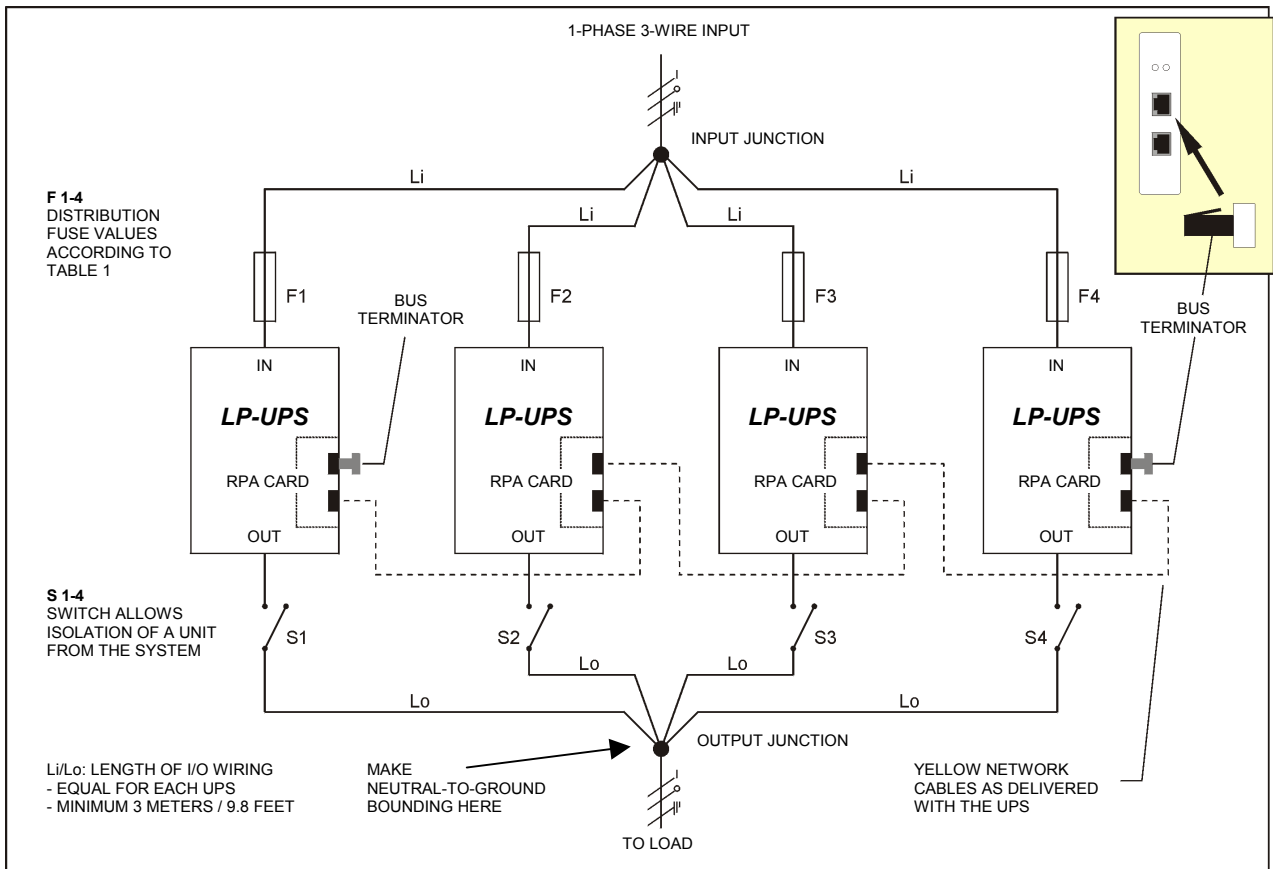 1-PHASE 3-WIRE INPUT
INPUT JUNCTION
Li
Li
Li
Li
F 1-4
DISTRIBUTION
FUSE VALUES
ACCORDING TO
TABLE 1
F1
F2
F3
F4
BUS
TERMINATOR
BUS
TERMINATOR
IN
IN
IN
IN
LP-UPS
LP-UPS
LP-UPS
LP-UPS
RPA CARD
RPA CARD
RPA CARD
RPA CARD
OUT
OUT
OUT
OUT
S 1-4
SWITCH ALLOWS
ISOLATION OF A UNIT
FROM THE SYSTEM
S1
S2
S3
S4
Lo
Lo
Lo
Lo
OUTPUT JUNCTION
Li/Lo: LENGTH OF I/O WIRING
- EQUAL FOR EACH UPS
- MINIMUM 3 METERS / 9.8 FEET
MAKE
NEUTRAL-TO-GROUND
BOUNDING HERE
YELLOW NETWORK
CABLES AS DELIVERED
WITH THE UPS
TO LOAD